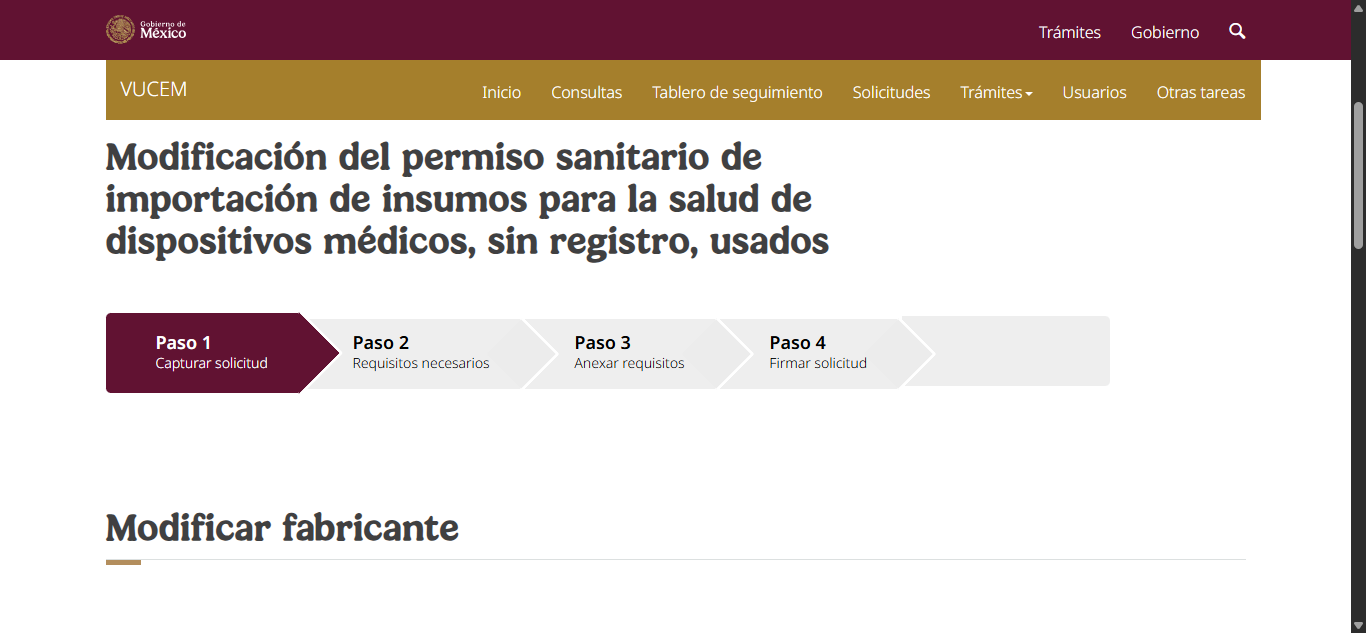 Gobierno de
México
Trámites
Gobierno
VUCEM
Inicio
Consultas
Tablero de seguimiento
Solicitudes
Trámites
Usuarios
Otras tareas
Modificación del permiso sanitario de
importación de insumos para la salud de
dispositivos médicos, sin registro, usados
Paso 1
Capturar solicitud
Paso 2
Requisitos necesarios
Paso 3
Anexar requisitos
Paso 4
Firmar solicitud
Modificar fabricante